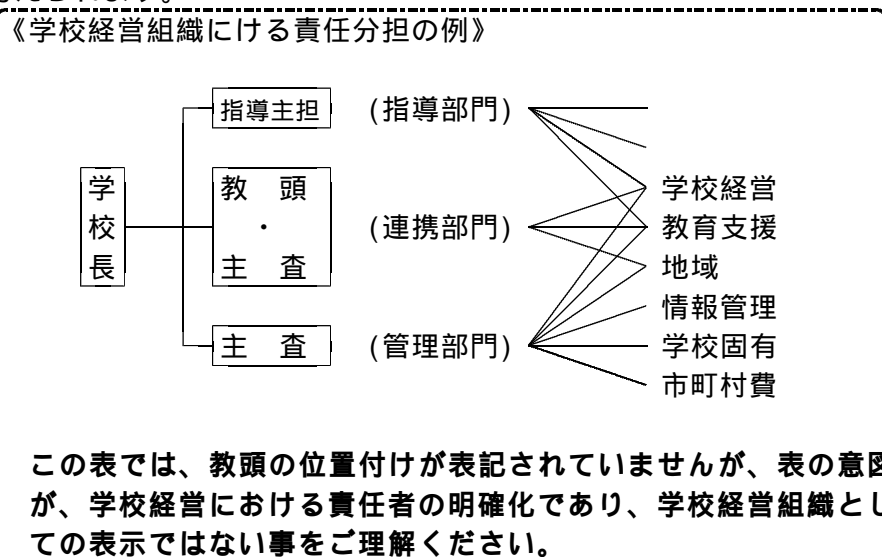 《学校経営組織にける責任分担の例》
指導主担 (指導部門)
学校長
教 頭 ・ 主 査 (連携部門)
主 査 (管理部門)
学校経営
教育支援
地域
情報管理
学校固有
市町村費
この表では、教頭の位置付けが表記されていませんが、表の意図
が、学校経営における責任者の明確化であり、学校経営組織とし
ての表示ではない事をご理解ください。